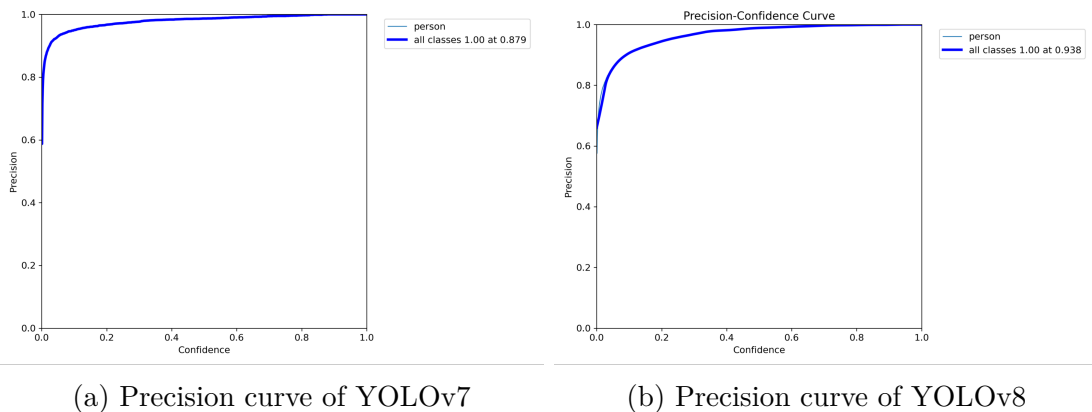 1.0
0.8
0.6
0.4
0.2
0.0
Precision
0.0 0.2 0.4 0.6 0.8 1.0
Confidence
person
all classes 1.00 at 0.879
(a) Precision curve of YOLOv7
Precision-Confidence Curve
1.0
0.8
0.6
0.4
0.2
0.0
Precision
0.0 0.2 0.4 0.6 0.8 1.0
Confidence
person
all classes 1.00 at 0.938
(b) Precision curve of YOLOv8